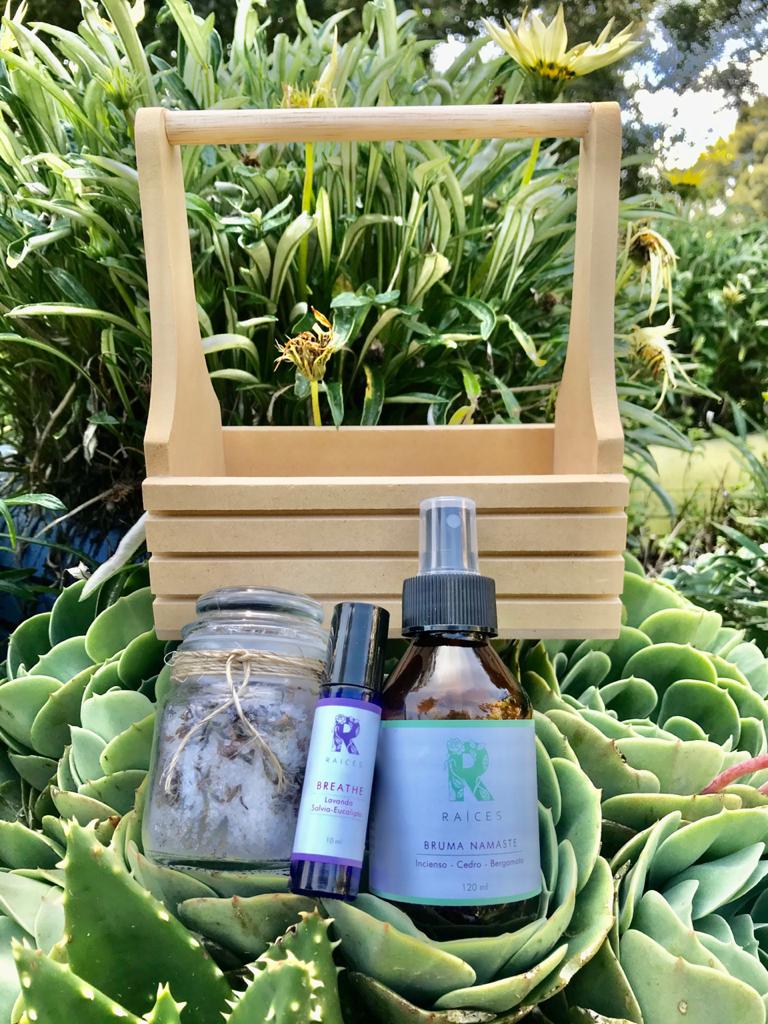 R
RAÍCES
BREATHE
Lavanda
Salvia-Eucalipto
10 ml
R
RAÍCES
BRUMA NAMASTE
Incienso - Cedro - Bergamota
120 ml